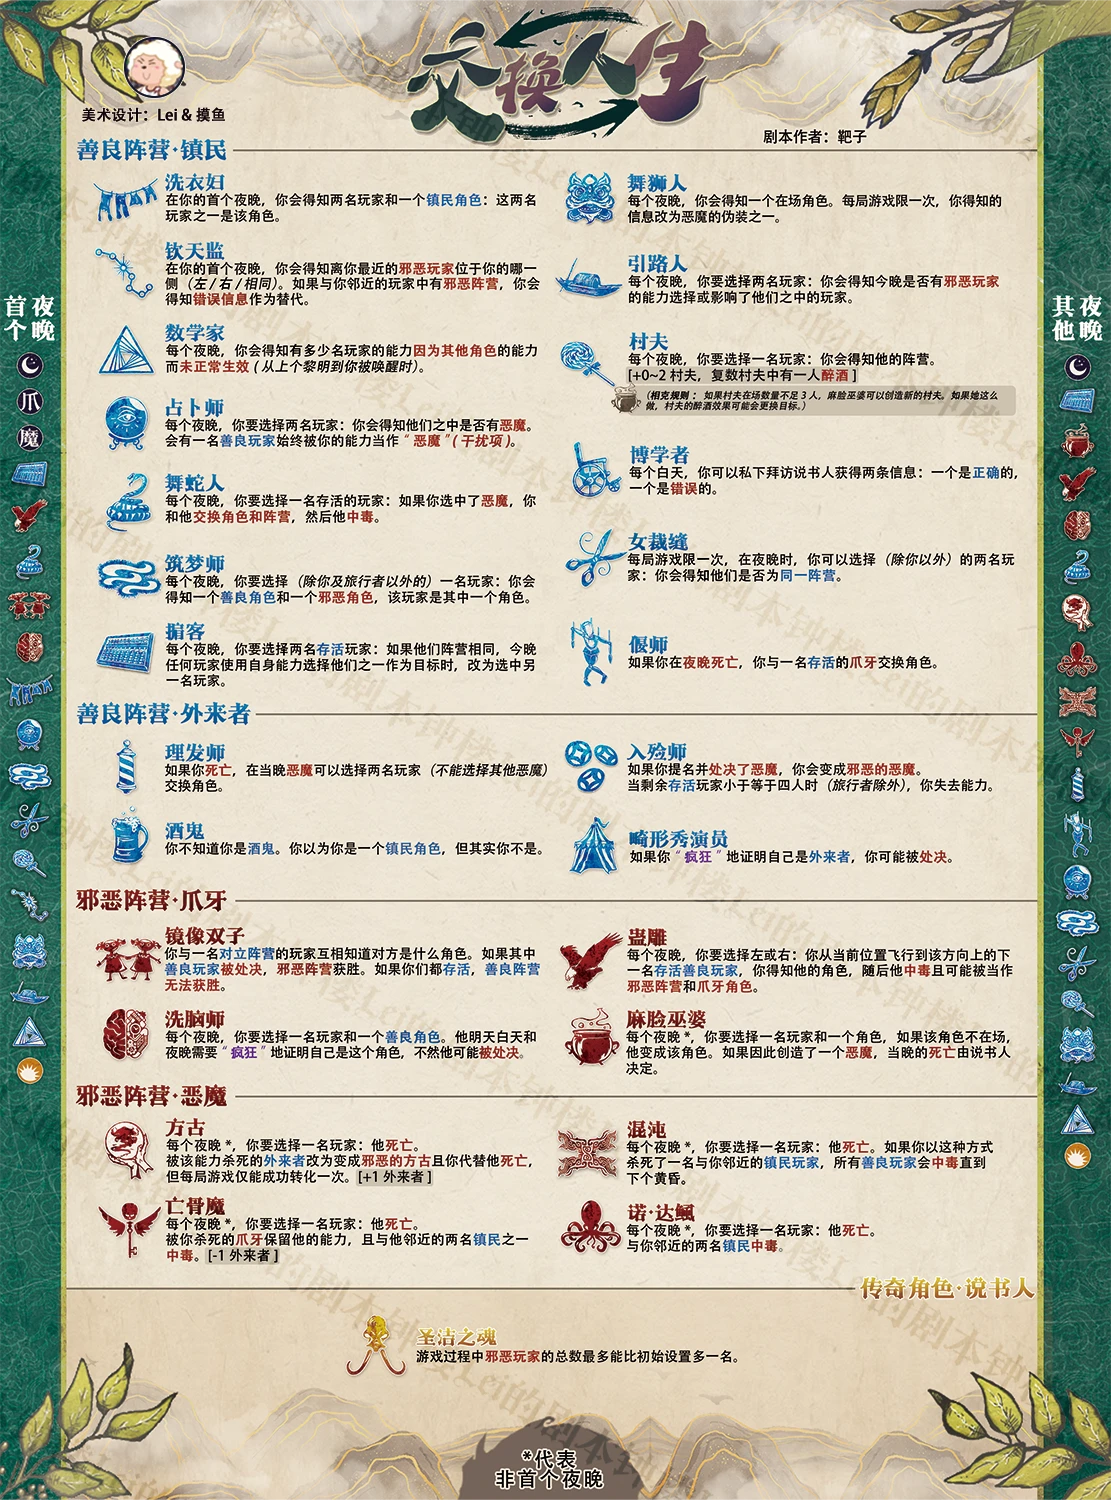 交换人生
美术设计：Lei & 摸鱼
剧本作者：靶子
善良阵营·镇民
洗衣妇
在你的首个夜晚，你会得知两名玩家和一个镇民角色：这两名
玩家之一是该角色。
钦天监
在你的首个夜晚，你会得知离你最近的邪恶玩家位于你的哪一
侧（左 / 右 / 相同）。如果与你邻近的玩家中有邪恶阵营，你会
得知错误信息作为替代。
数学家
每个夜晚，你会得知有多少名玩家的能力因为其他角色的能力
而未正常生效 ( 从上个黎明到你被唤醒时 )。
占卜师
每个夜晚，你要选择两名玩家：你会得知他们之中是否有恶魔。
会有一名善良玩家始终被你的能力当作 " 恶魔 " ( 干扰项 )。
舞蛇人
每个夜晚，你要选择一名存活的玩家：如果你选中了恶魔，你
和他交换角色和阵营，然后他中毒。
筑梦师
每个夜晚，你要选择（除你及旅行者以外的）一名玩家：你会
得知一个善良角色和一个邪恶角色，该玩家是其中一个角色。
掮客
每个夜晚，你要选择两名存活玩家：如果他们阵营相同，今晚
任何玩家使用自身能力选择他们之一作为目标时，改为选中另
一名玩家。
舞狮人
每个夜晚，你会得知一个在场角色。每局游戏限一次，你得知的
信息改为恶魔的伪装之一。
引路人
每个夜晚，你要选择两名玩家：你会得知今晚是否有邪恶玩家
的能力选择或影响了他们之中的玩家。
村夫
每个夜晚，你要选择一名玩家：你会得知他的阵营。
[+0~2 村夫，复数村夫中有一人醉酒 ]
（相克规则 ： 如果村夫在场数量不足 3 人，麻脸巫婆可以创造新的村夫。如果她这么
做，村夫的醉酒效果可能会更换目标。）
博学者
每个白天，你可以私下拜访说书人获得两条信息：一个是正确的，
一个是错误的。
女裁缝
每局游戏限一次，在夜晚时，你可以选择（除你以外）的两名玩
家：你会得知他们是否为同一阵营。
偃师
如果你在夜晚死亡，你与一名存活的爪牙交换角色。
善良阵营·外来者
理发师
如果你死亡，在当晚恶魔可以选择两名玩家（不能选择其他恶魔）
交换角色。
酒鬼
你不知道你是酒鬼。你以为你是一个镇民角色，但其实你不是。
入殓师
如果你提名并处决了恶魔，你会变成邪恶的恶魔。
当剩余存活玩家小于等于四人时（旅行者除外），你失去能力。
畸形秀演员
如果你 " 疯狂 " 地证明自己是外来者，你可能被处决。
邪恶阵营·爪牙
镜像双子
你与一名对立阵营的玩家互相知道对方是什么角色。如果其中
善良玩家被处决，邪恶阵营获胜。如果你们都存活，善良阵营
无法获胜。
洗脑师
每个夜晚，你要选择一名玩家和一个善良角色。他明天白天和
夜晚需要 " 疯狂 " 地证明自己是这个角色，不然他可能被处决。
蛊雕
每个夜晚，你要选择左或右：你从当前位置飞行到该方向上的下
一名存活善良玩家，你得知他的角色，随后他中毒且可能被当作
邪恶阵营和爪牙角色。
麻脸巫婆
每个夜晚 *，你要选择一名玩家和一个角色，如果该角色不在场，
他变成该角色。如果因此创造了一个恶魔，当晚的死亡由说书人
决定。
邪恶阵营·恶魔
方古
每个夜晚 *，你要选择一名玩家：他死亡。
被该能力杀死的外来者改为变成邪恶的方古且你代替他死亡，
但每局游戏仅能成功转化一次。[+1 外来者 ]
亡骨魔
每个夜晚 *，你要选择一名玩家：他死亡。
被你杀死的爪牙保留他的能力，且与他邻近的两名镇民之一
中毒。[-1 外来者 ]
混沌
每个夜晚 *，你要选择一名玩家：他死亡。如果你以这种方式
杀死了一名与你邻近的镇民玩家，所有善良玩家会中毒直到
下个黄昏。
诺·达鲺
每个夜晚 *，你要选择一名玩家：他死亡。
与你邻近的两名镇民中毒。
传奇角色·说书人
圣洁之魂
游戏过程中邪恶玩家的总数最多能比初始设置多一名。
*代表
非首个夜晚
首个夜晚
爪
魔
其他夜晚